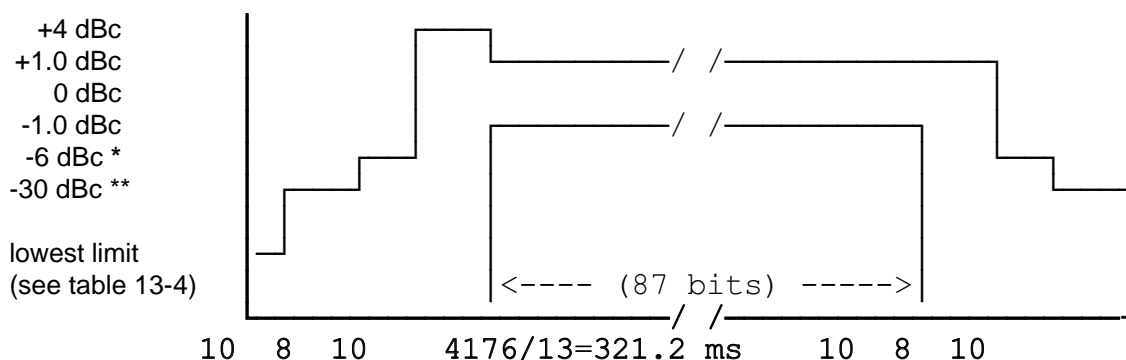 +4 dBc
+1.0 dBc
0 dBc
-1.0 dBc
-6 dBc *
-30 dBc **
lowest limit
(see table 13-4)
<---- (87 bits) ----->
10 8 10 4176/13=321.2 ms 10 8 10